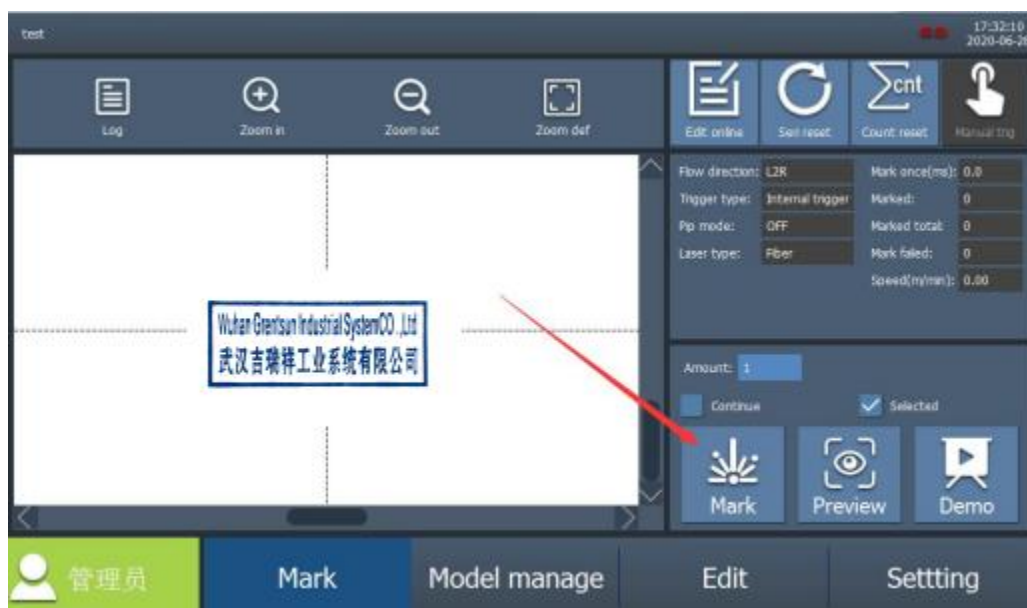 test
17:32:10
2020-06-28
Log
Zoom in
Zoom out
Zoom def
Edit online
Seri reset
cnt
Count reset
Manual trig
Flow direction: L2R
Mark once(ms): 0.0
Trigger type: Internal trigger
Marked: 0
Pip mode: OFF
Marked total: 0
Laser type: Fiber
Mark failed: 0
Speed(m/min): 0.00
Wuhan Grentsun Industrial SystemCO .,Ltd
武汉吉瑞祥工业系统有限公司
Amount: 1
Continue
Selected
Mark
Preview
Demo
管理员
Mark
Model manage
Edit
Settting